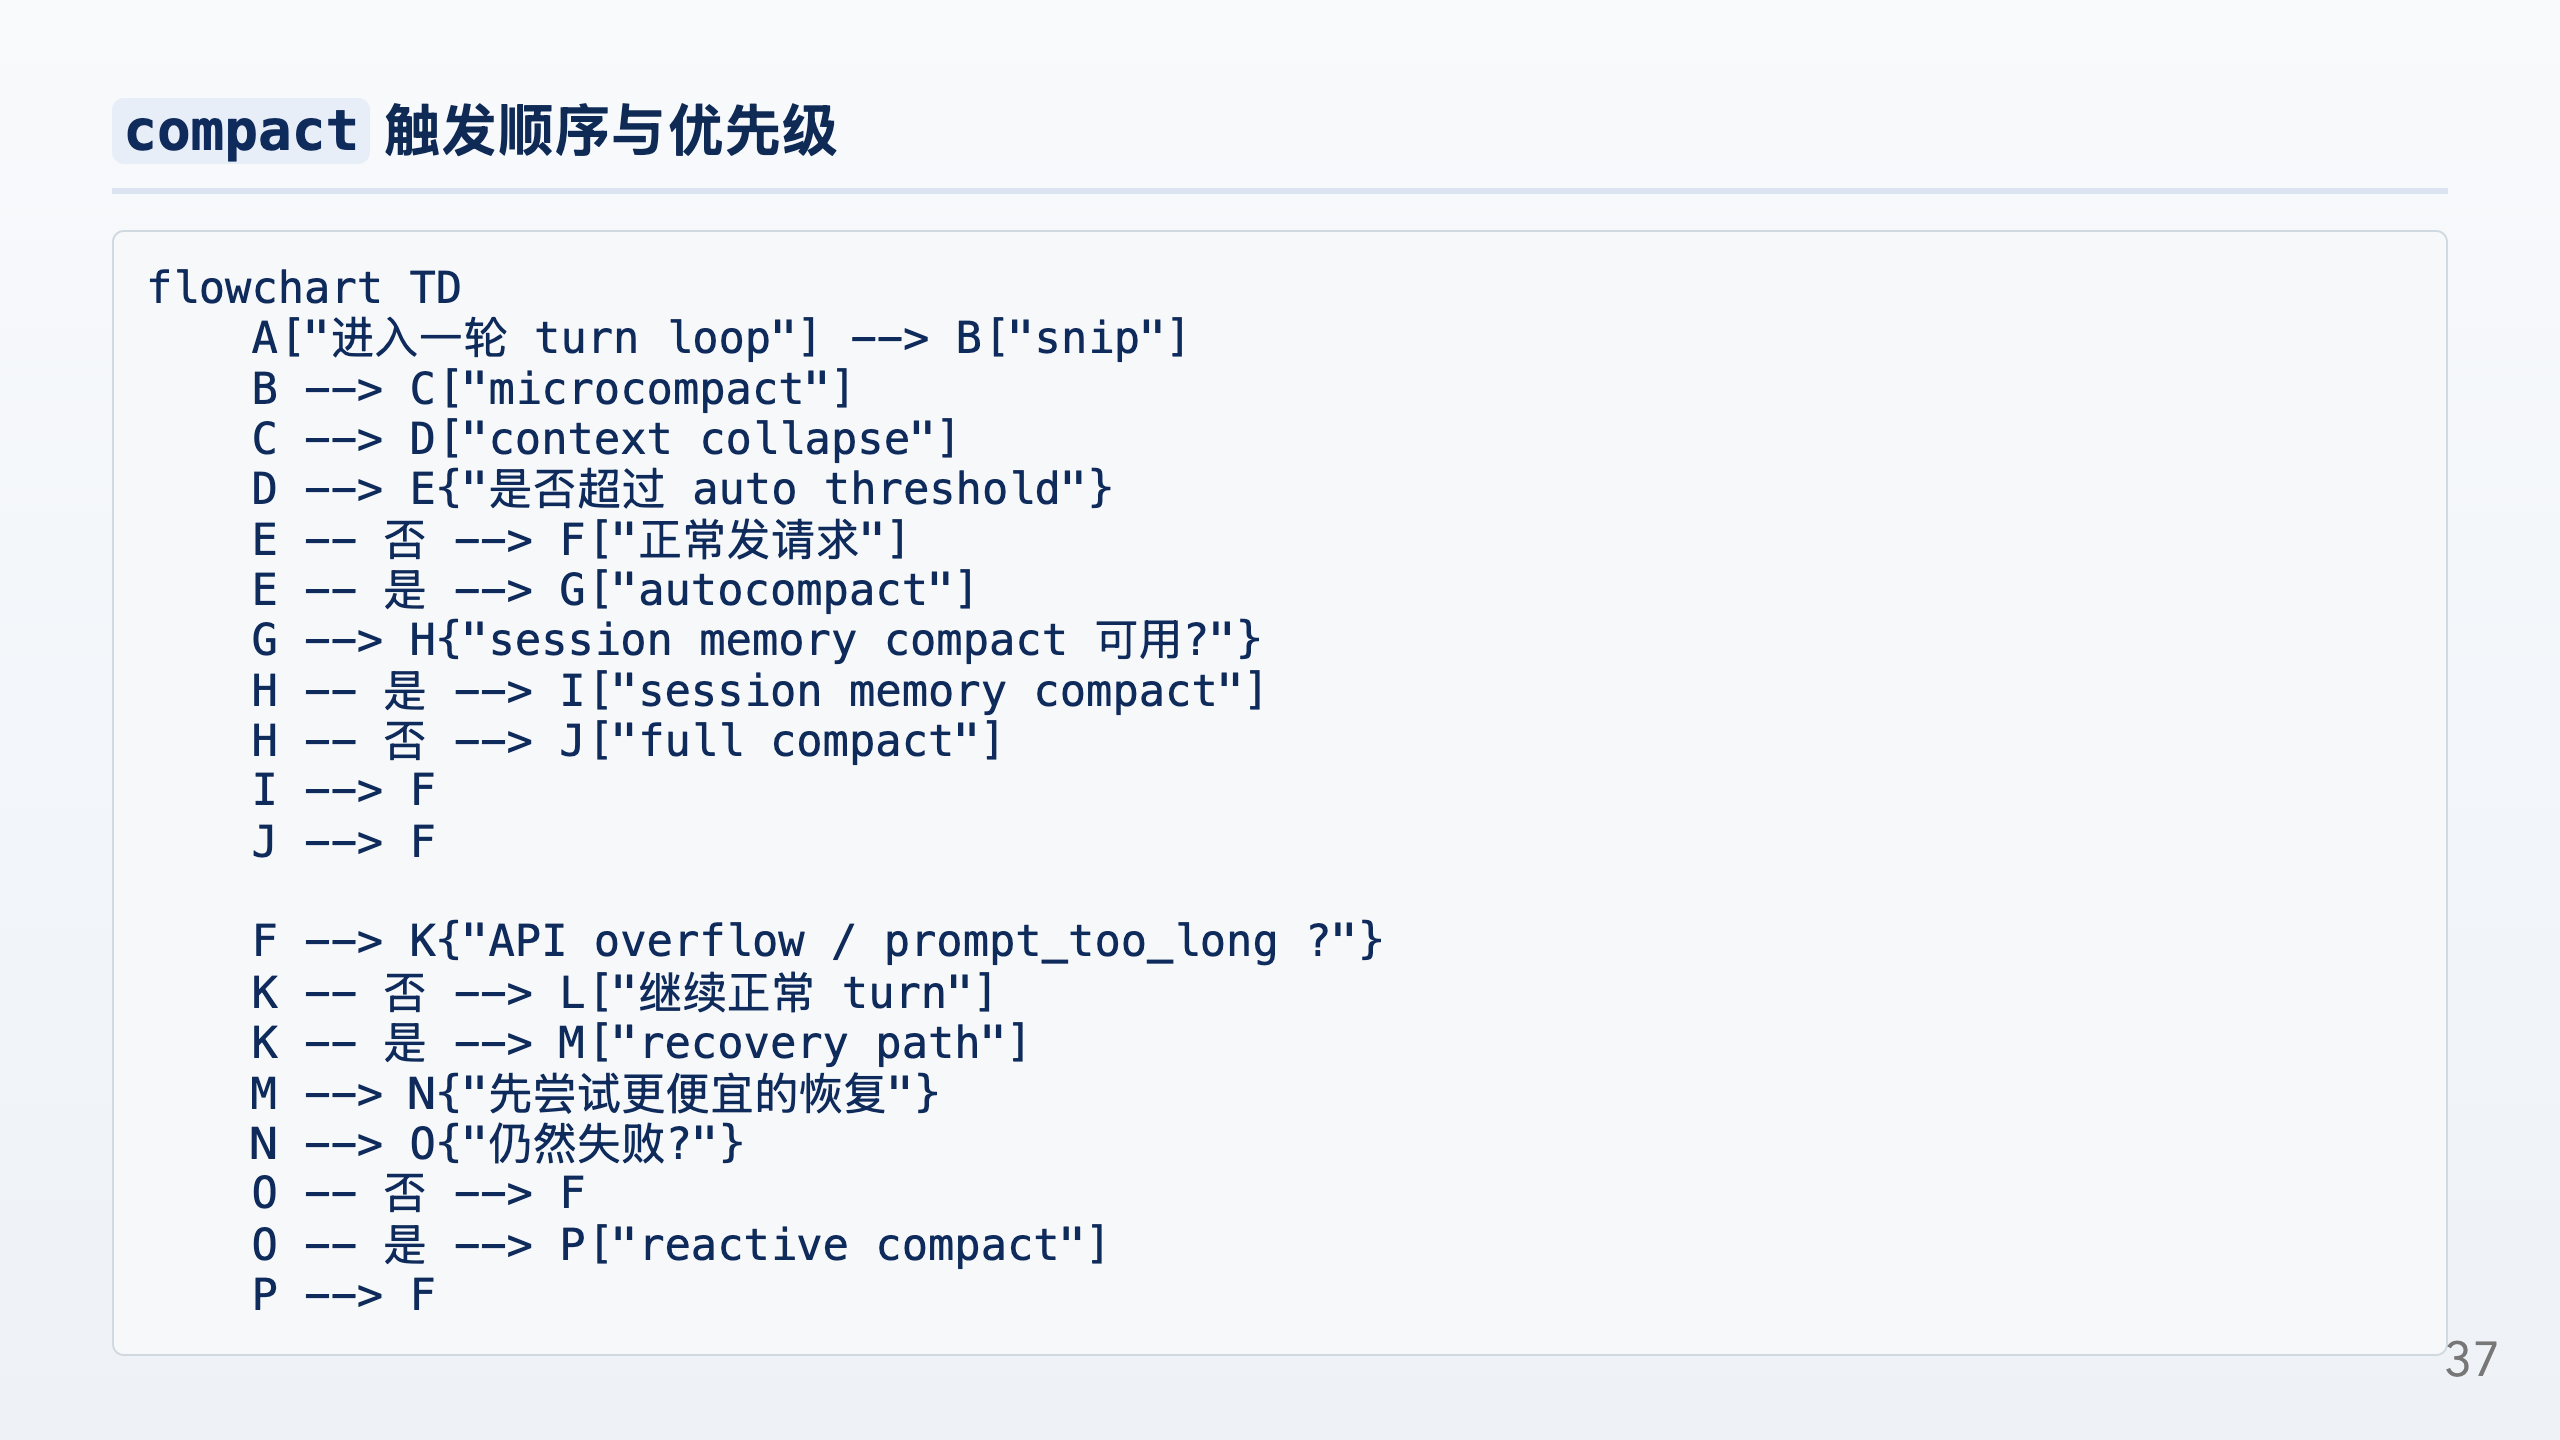 compact 触发顺序与优先级
flowchart TD
    A["进入一轮 turn loop"] --> B["snip"]
    B --> C["microcompact"]
    C --> D["context collapse"]
    D --> E{"是否超过 auto threshold"}
    E -- 否 --> F["正常发请求"]
    E -- 是 --> G["autocompact"]
    G --> H{"session memory compact 可用?"}
    H -- 是 --> I["session memory compact"]
    H -- 否 --> J["full compact"]
    I --> F
    J --> F

    F --> K{"API overflow / prompt_too_long ?"}
    K -- 否 --> L["继续正常 turn"]
    K -- 是 --> M["recovery path"]
    M --> N{"先尝试更便宜的恢复"}
    N --> O{"仍然失败?"}
    O -- 否 --> F
    O -- 是 --> P["reactive compact"]
    P --> F
37